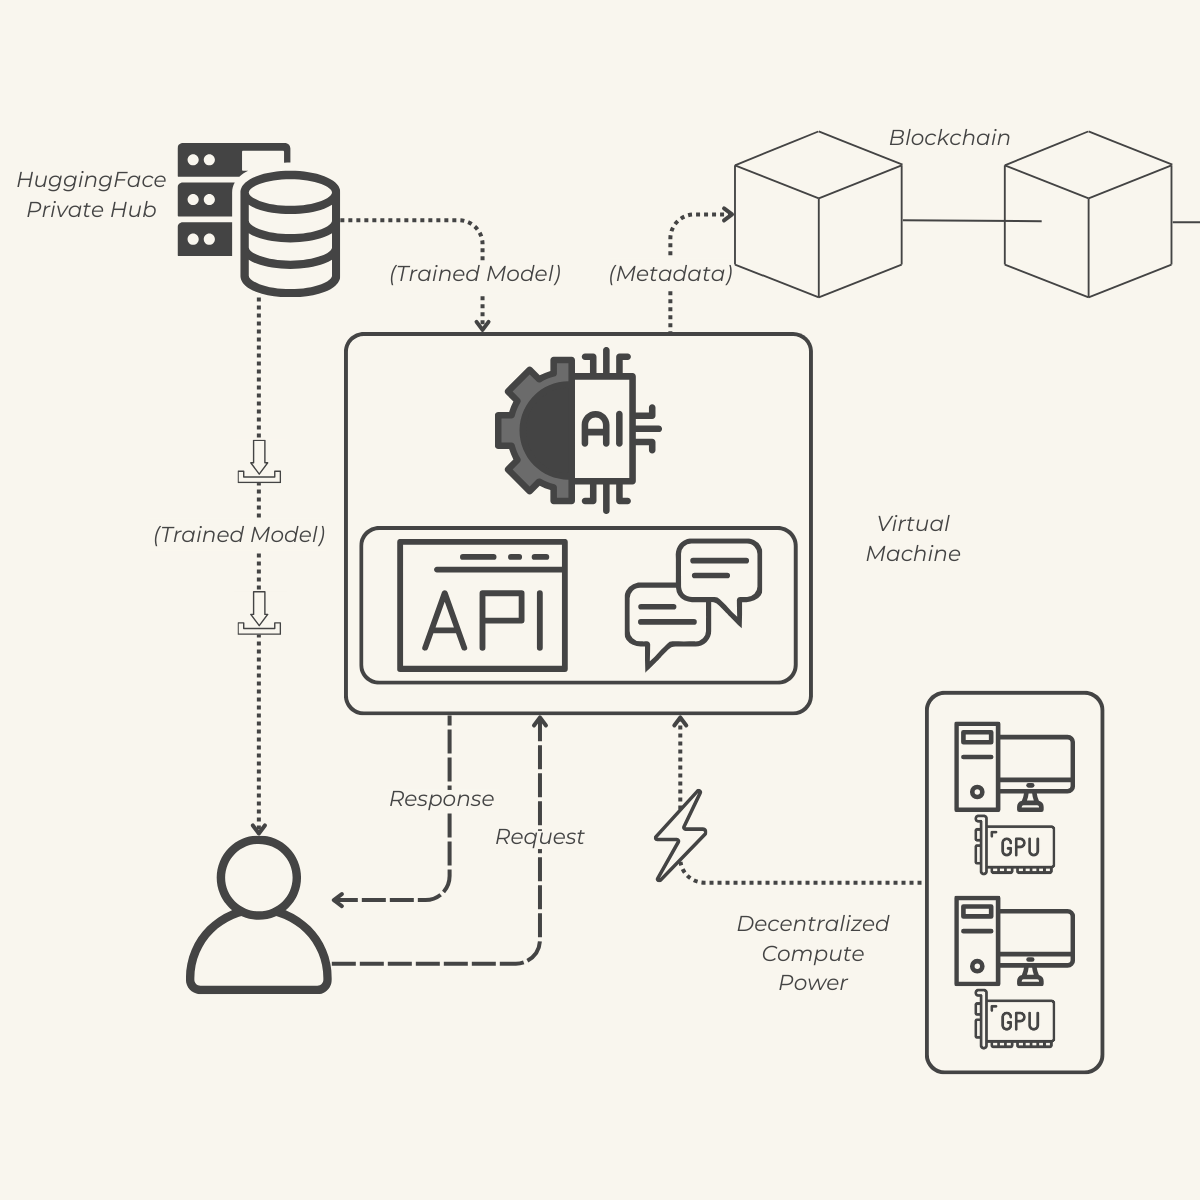 Blockchain
HuggingFace
Private Hub
(Trained Model)
(Metadata)
AI
(Trained Model)
Virtual
Machine
API
Response
Request
GPU
Decentralized
Compute
Power
GPU